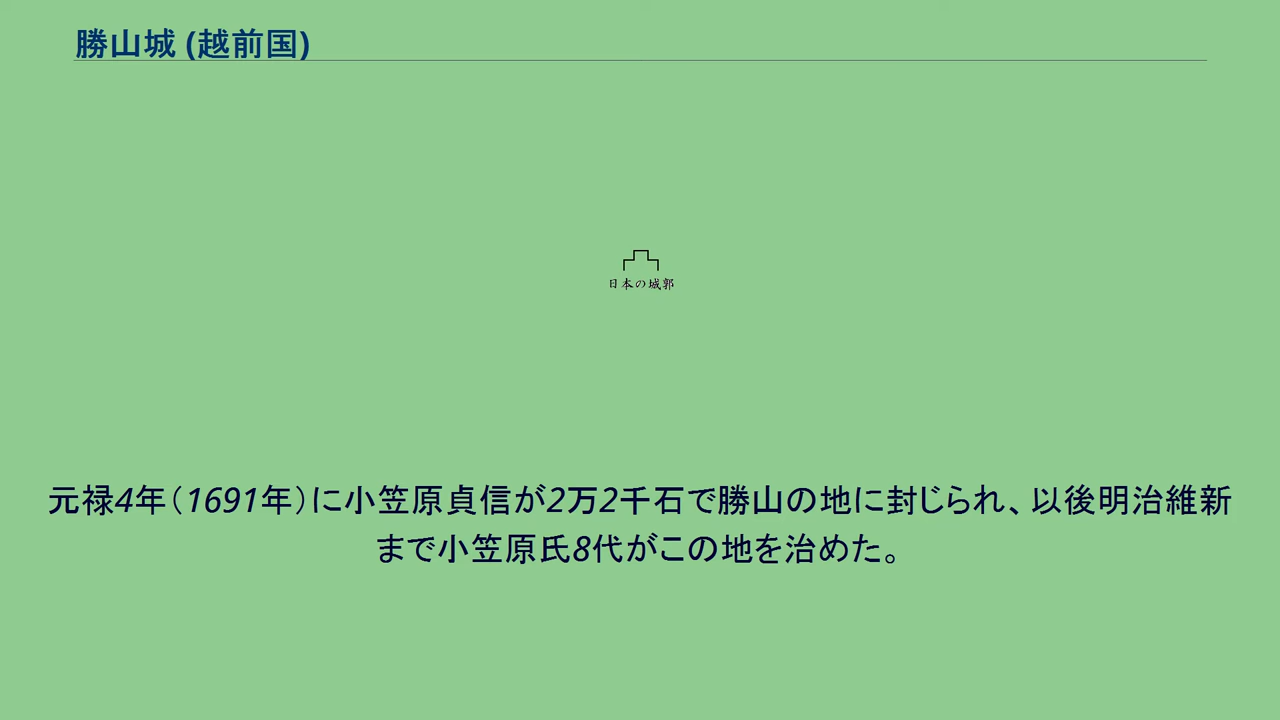 勝山城 (越前国)
日本の城郭
元禄4年（1691年）に小笠原貞信が2万2千石で勝山の地に封じられ、以後明治維新
まで小笠原氏8代がこの地を治めた。